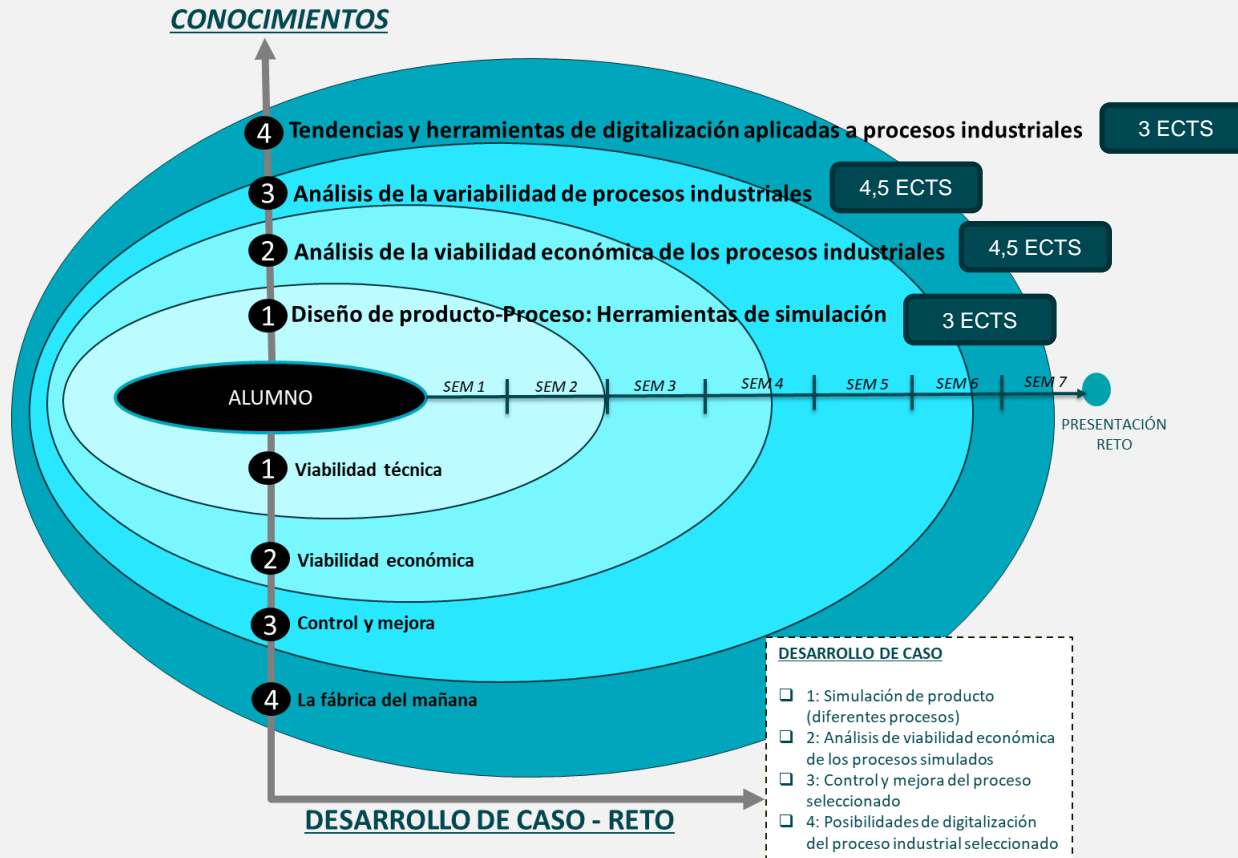 CONOCIMIENTOS
4 Tendencias y herramientas de digitalización aplicadas a procesos industriales 3 ECTS
3 Análisis de la variabilidad de procesos industriales 4,5 ECTS
2 Análisis de la viabilidad económica de los procesos industriales 4,5 ECTS
1 Diseño de producto-Proceso: Herramientas de simulación 3 ECTS
ALUMNO
SEM 1 SEM 2 SEM 3 SEM 4 SEM 5 SEM 6 SEM 7
PRESENTACIÓN
RETO
1 Viabilidad técnica
2 Viabilidad económica
3 Control y mejora
4 La fábrica del mañana
DESARROLLO DE CASO - RETO
DESARROLLO DE CASO
1: Simulación de producto
(diferentes procesos)
2: Análisis de viabilidad económica
de los procesos simulados
3: Control y mejora del proceso
seleccionado
4: Posibilidades de digitalización
del proceso industrial seleccionado